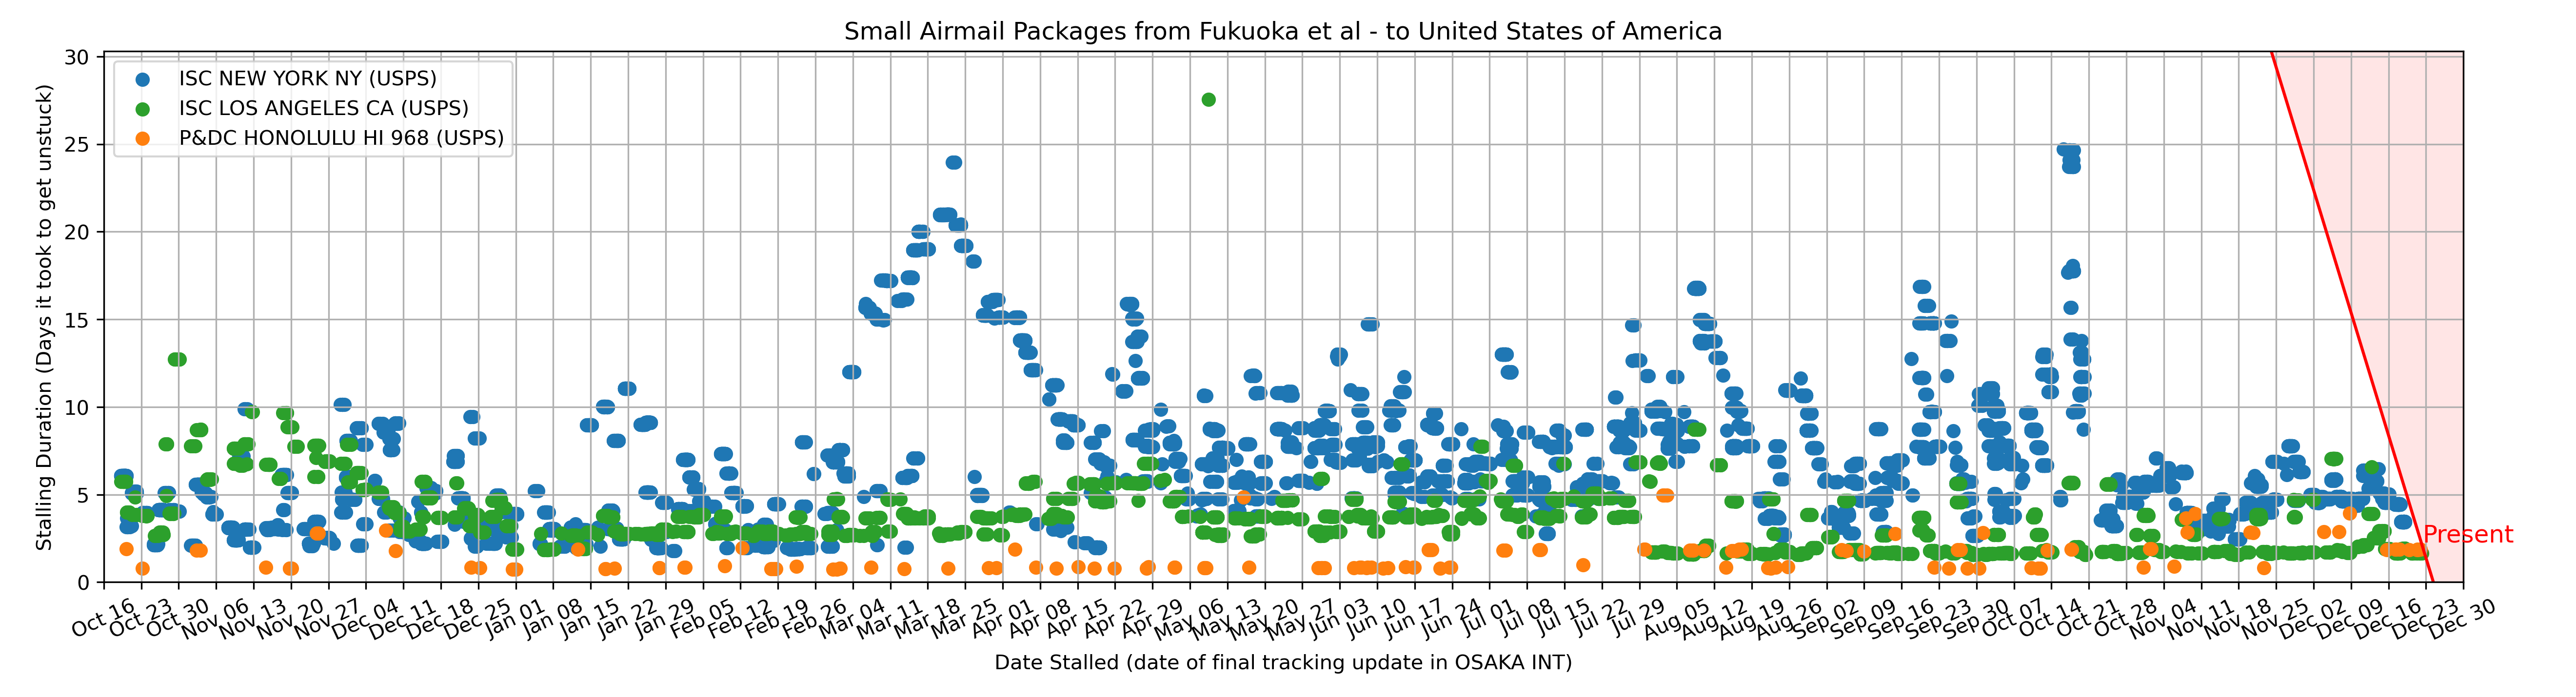 Small Airmail Packages from Fukuoka et al - to United States of America
ISC NEW YORK NY (USPS)
ISC LOS ANGELES CA (USPS)
P&DC HONOLULU HI 968 (USPS)
Stalling Duration (Days it took to get unstuck)
30
25
20
15
10
5
0
Present
Oct 16
Oct 23
Oct 30
Nov 06
Nov 13
Nov 20
Nov 27
Dec 04
Dec 11
Dec 18
Dec 25
Jan 01
Jan 08
Jan 15
Jan 22
Jan 29
Feb 05
Feb 12
Feb 19
Feb 26
Mar 04
Mar 11
Mar 18
Mar 25
Apr 01
Apr 08
Apr 15
Apr 22
Apr 29
May 06
May 13
May 20
May 27
Jun 03
Jun 10
Jun 17
Jun 24
Jul 01
Jul 08
Jul 15
Jul 22
Jul 29
Aug 05
Aug 12
Aug 19
Aug 26
Sep 02
Sep 09
Sep 16
Sep 23
Sep 30
Oct 07
Oct 14
Oct 21
Oct 28
Nov 04
Nov 11
Nov 18
Nov 25
Dec 02
Dec 09
Dec 16
Dec 23
Dec 30
Date Stalled (date of final tracking update in OSAKA INT)